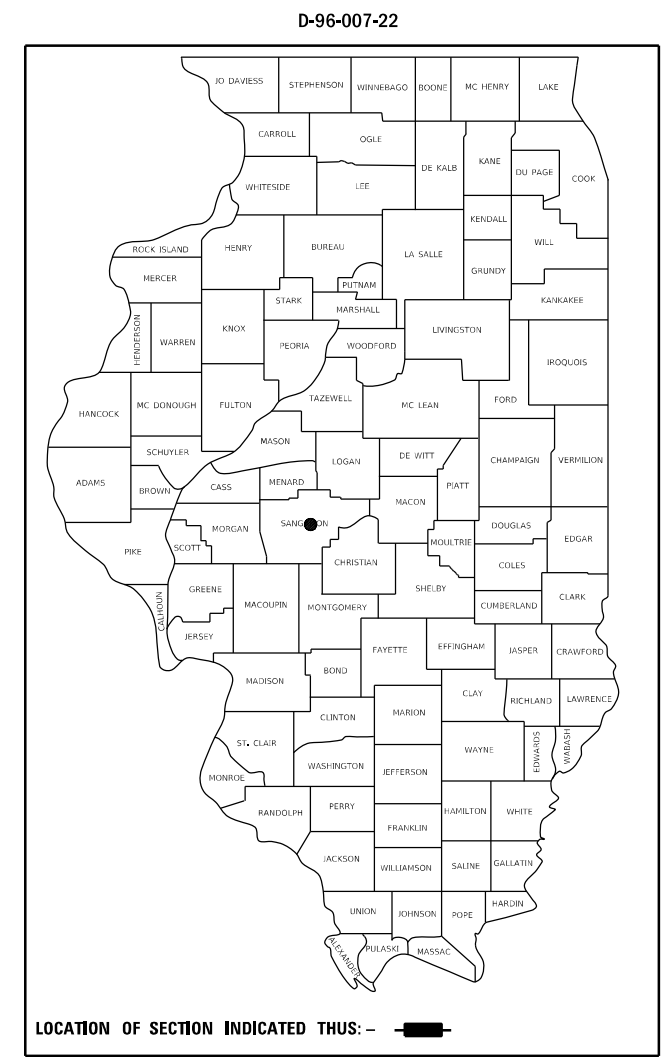 D-96-007-22
JO DAVIESS
STEPHENSON
WINNEBAGO
BOONE
MC HENRY
LAKE
CARROLL
OGLE
DE KALB
KANE
DU PAGE
COOK
WHITESIDE
LEE
KENDALL
ROCK ISLAND
HENRY
BUREAU
LA SALLE
WILL
GRUNDY
MERCER
PUTNAM
STARK
MARSHALL
KANKAKEE
HENDERSON
WARREN
KNOX
PEORIA
WOODFORD
LIVINGSTON
IROQUOIS
HANCOCK
MC DONOUGH
FULTON
TAZEWELL
MC LEAN
FORD
MASON
SCHUYLER
LOGAN
DE WITT
CHAMPAIGN
VERMILION
ADAMS
BROWN
CASS
MENARD
PIATT
MACON
MORGAN
DOUGLAS
EDGAR
PIKE
SCOTT
CHRISTIAN
MOULTRIE
COLES
CALHOUN
GREENE
MACOUPIN
MONTGOMERY
SHELBY
CUMBERLAND
CLARK
JERSEY
FAYETTE
EFFINGHAM
JASPER
CRAWFORD
MADISON
BOND
CLAY
RICHLAND
LAWRENCE
CLINTON
MARION
ST. CLAIR
WAYNE
EDWARDS
WABASH
WASHINGTON
JEFFERSON
MONROE
RANDOLPH
PERRY
HAMILTON
WHITE
FRANKLIN
JACKSON
WILLIAMSON
SALINE
GALLATIN
UNION
JOHNSON
POPE
HARDIN
ALEXANDER
PULASKI
MASSAC
LOCATION OF SECTION INDICATED THUS: –